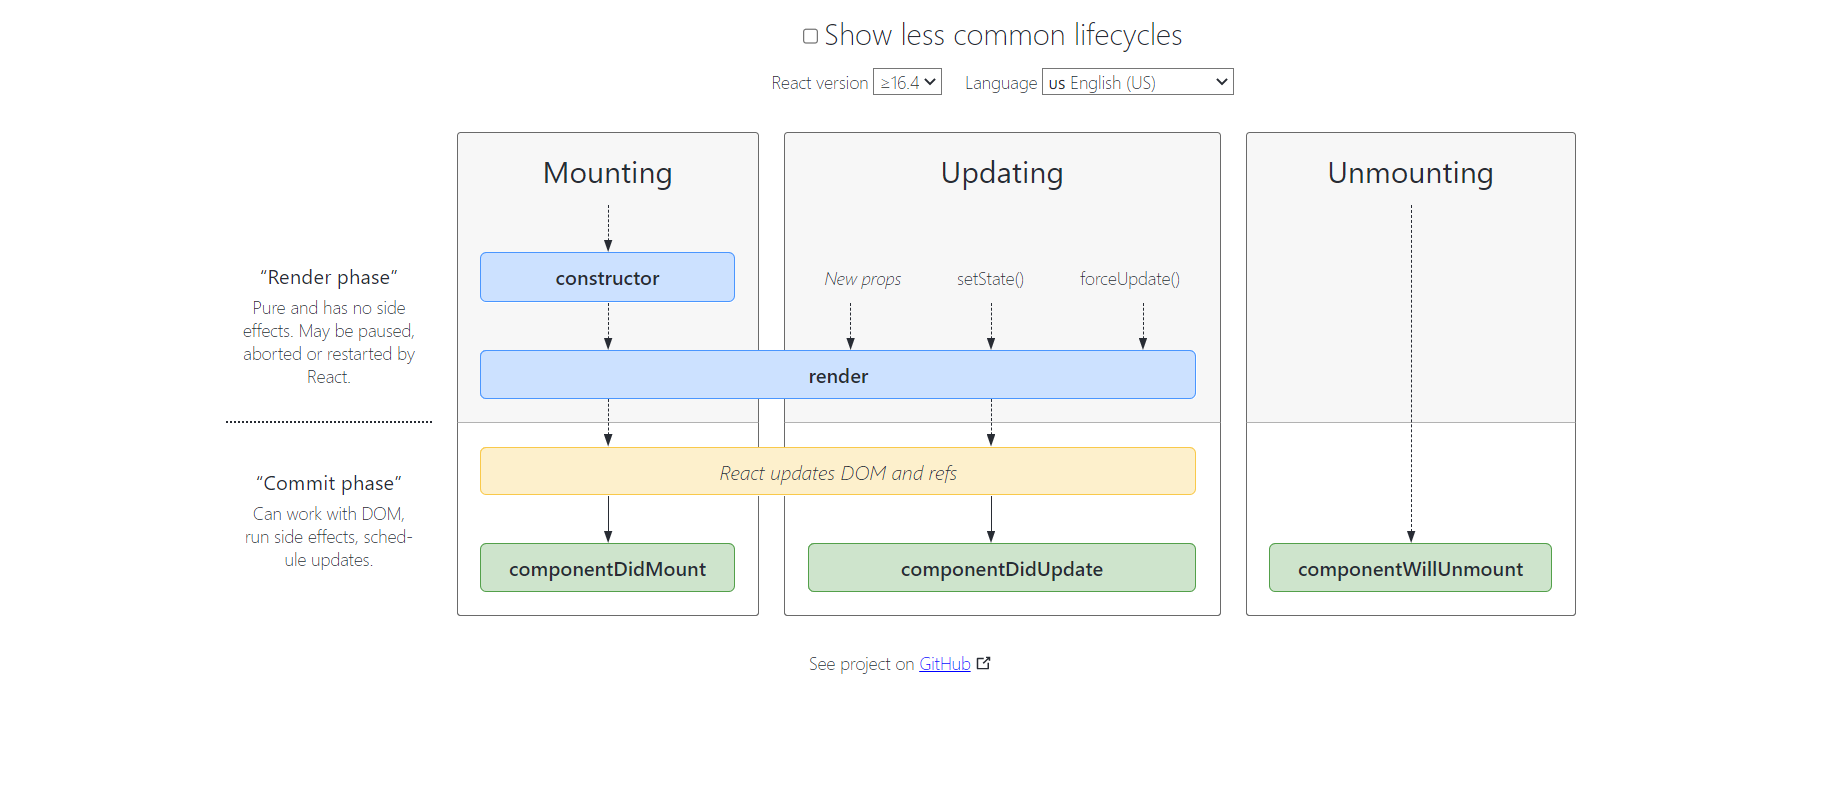 Show less common lifecycles
React version ≥16.4 Language us English (US)
Mounting
Updating
Unmounting
“Render phase”
Pure and has no side
effects. May be paused,
aborted or restarted by
React.
constructor
New props
setState()
forceUpdate()
render
“Commit phase”
Can work with DOM,
run side effects, sched-
ule updates.
React updates DOM and refs
componentDidMount
componentDidUpdate
componentWillUnmount
See project on GitHub